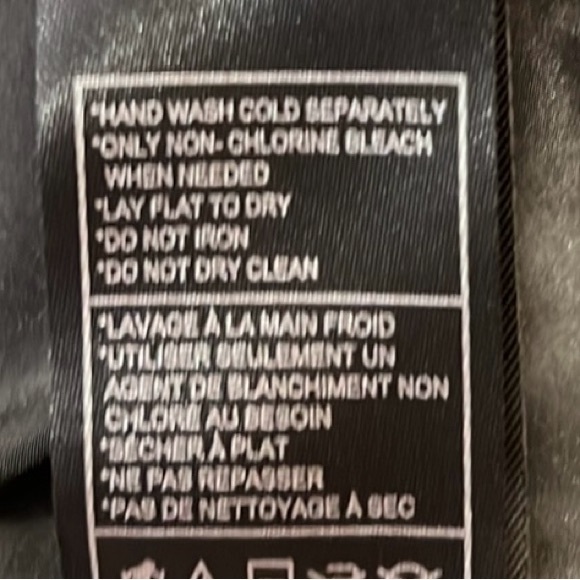 *HAND WASH COLD SEPARATELY
*ONLY NON-CHLORINE BLEACH
WHEN NEEDED
*LAY FLAT TO DRY
*DO NOT IRON
*DO NOT DRY CLEAN
*LAVAGE À LA MAIN FROID
*UTILISER SEULEMENT UN
AGENT DE BLANCHIMENT NON
CHLORÉ AU BESOIN
*SÉCHER À PLAT
*NE PAS REPASSER
*PAS DE NETTOYAGE À SEC